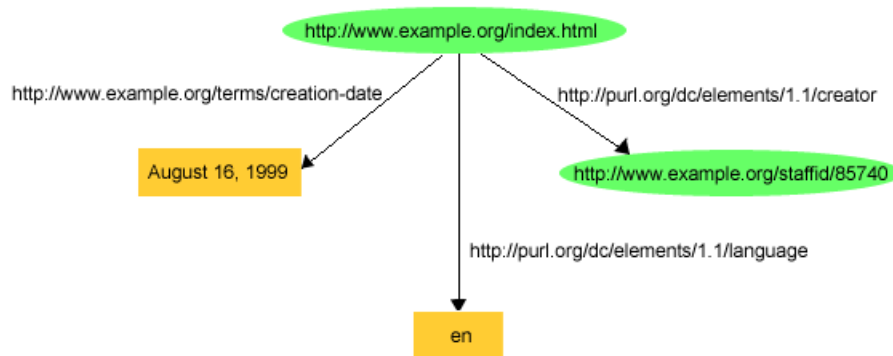 http://www.example.org/index.html
http://www.example.org/terms/creation-date
http://purl.org/dc/elements/1.1/creator
August 16, 1999
http://www.example.org/staffid/85740
http://purl.org/dc/elements/1.1/language
en